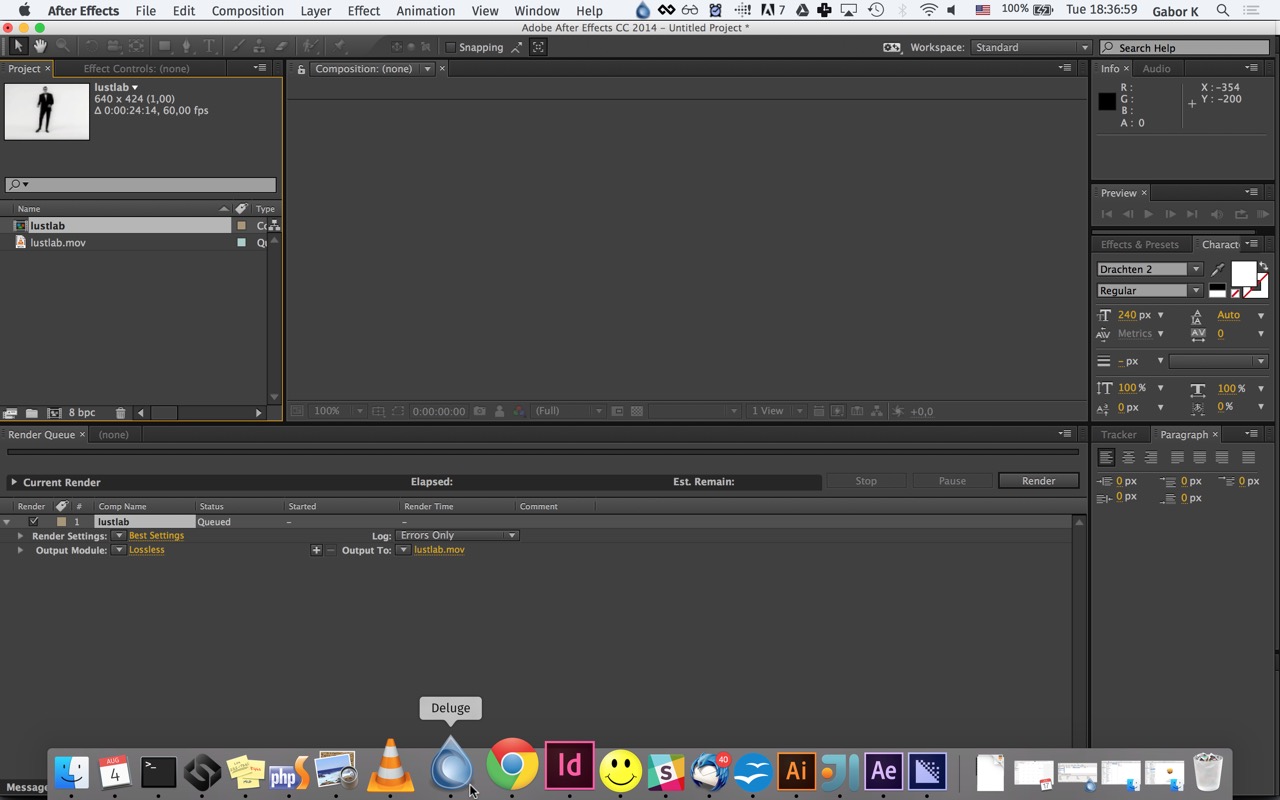 After Effects File Edit Composition Layer Effect Animation View Window Help 7 100% Tue 18:36:59 Gabor K
Adobe After Effects CC 2014 – Untitled Project *
Snapping Workspace: Standard Search Help
Project × Effect Controls: (none) Composition: (none) × Info × Audio
lustlab
640 x 424 (1,00)
Δ 0:00:24:14, 60,00 fps
R :
G :
B :
A : 0
X : -354
Y : -200
Preview ×
Name Type
lustlab
lustlab.mov
Effects & Presets Charact
Drachten 2
Regular
240 px Auto
Metrics 0
- px
100 % 100 %
0 px 0 %
8 bpc 100% 0:00:00:00 (Full) 1 View +0,0
Render Queue × (none) Tracker Paragraph ×
0 px 0 px 0 px
0 px 0 px
Current Render Elapsed: Est. Remain: Stop Pause Render
Render # Comp Name Status Started Render Time Comment
1 lustlab Queued – –
Render Settings: Best Settings Log: Errors Only
Output Module: Lossless Output To: lustlab.mov
Deluge
AUG
4
php
Id
S
40
Ai
Ae
17
Messag